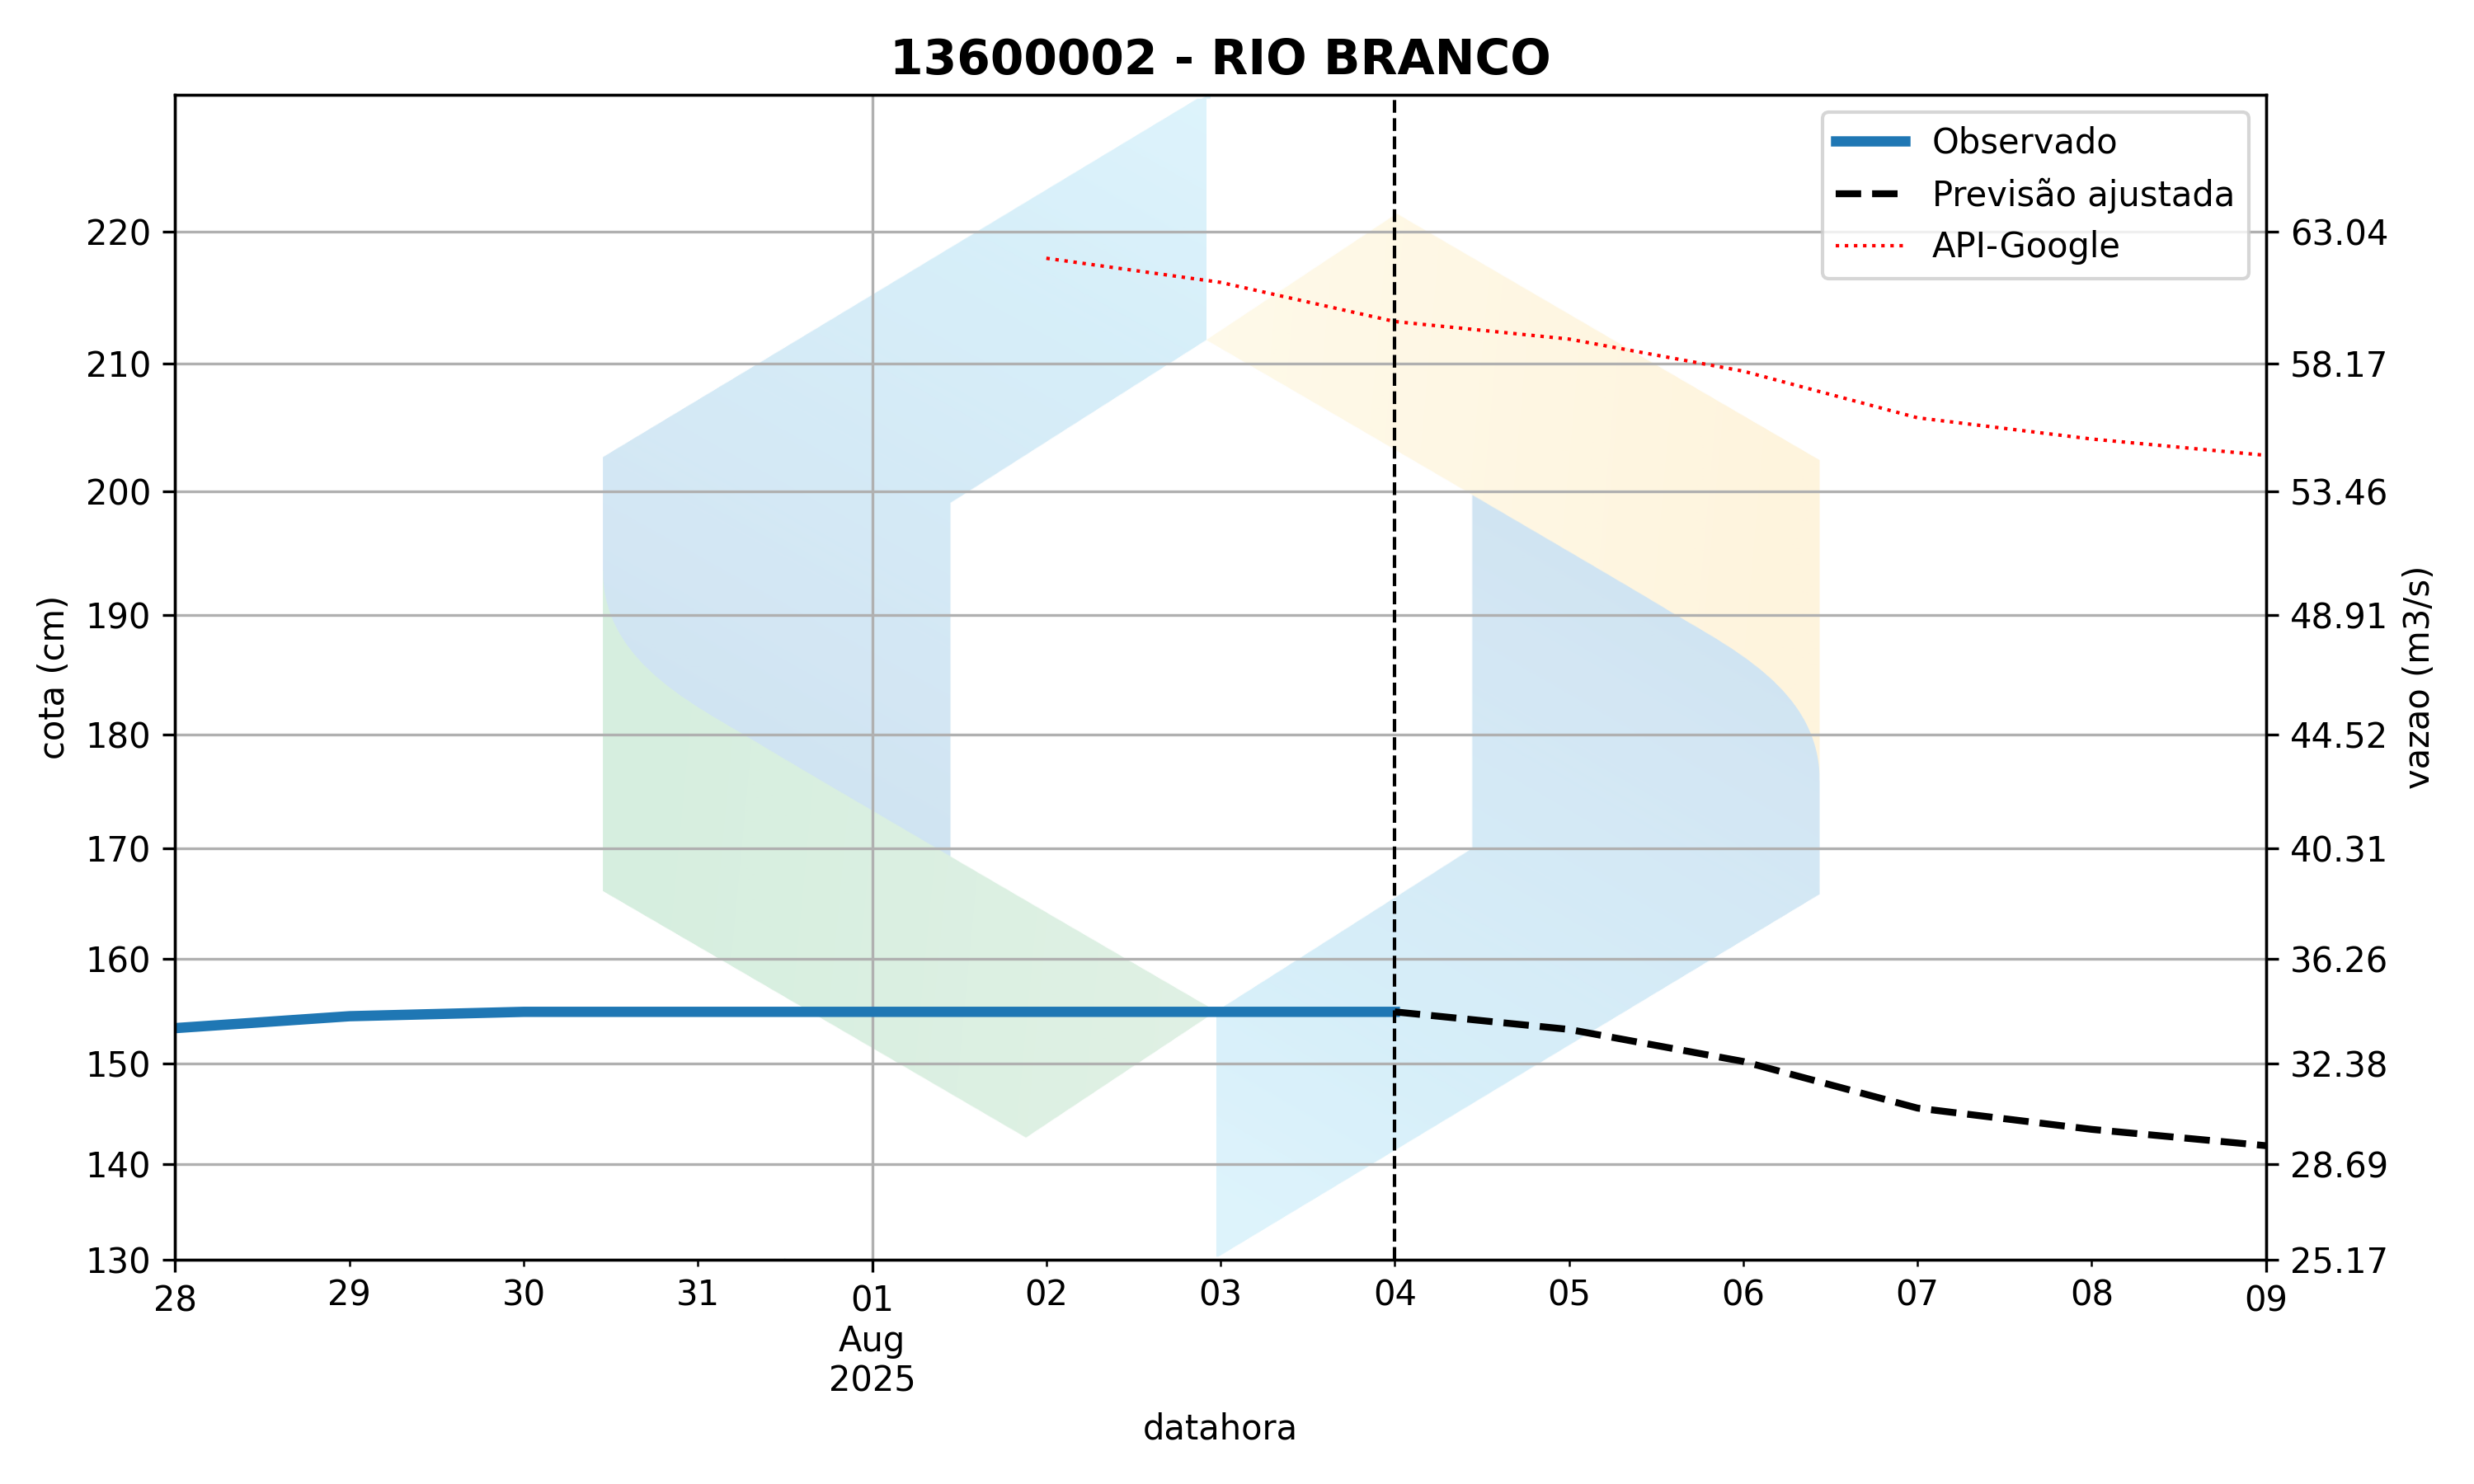 13600002 - RIO BRANCO
Observado
Previsão ajustada
API-Google
cota (cm)
220
210
200
190
180
170
160
150
140
130
63.04
58.17
53.46
48.91
44.52
40.31
36.26
32.38
28.69
25.17
vazao (m3/s)
28 29 30 31 01 02 03 04 05 06 07 08 09
Aug
2025
datahora